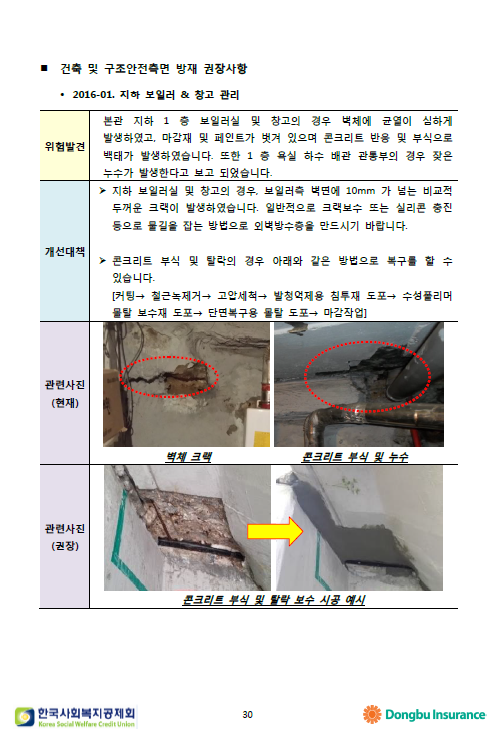 ■ 건축 및 구조안전측면 방재 권장사항
• 2016-01. 지하 보일러 & 창고 관리
위험발견
본관 지하 1 층 보일러실 및 창고의 경우 벽체에 균열이 심하게
발생하였고, 마감재 및 페인트가 벗겨 있으며 콘크리트 반응 및 부식으로
백태가 발생하였습니다. 또한 1 층 욕실 하수 배관 관통부의 경우 잦은
누수가 발생한다고 보고 되었습니다.
개선대책
➢ 지하 보일러실 및 창고의 경우, 보일러측 벽면에 10mm 가 넘는 비교적
두꺼운 크랙이 발생하였습니다. 일반적으로 크랙보수 또는 실리콘 충진
등으로 물길을 잡는 방법으로 외벽방수층을 만드시기 바랍니다.
➢ 콘크리트 부식 및 탈락의 경우 아래와 같은 방법으로 복구를 할 수
있습니다.
[커팅→ 철근녹제거→ 고압세척→ 발청억제용 침투재 도포→ 수성폴리머
몰탈 보수재 도포→ 단면복구용 몰탈 도포→ 마감작업]
관련사진
(현재)
벽체 크랙
콘크리트 부식 및 누수
관련사진
(권장)
콘크리트 부식 및 탈락 보수 시공 예시
한국사회복지공제회
Korea Social Welfare Credit Union
30
Dongbu Insurance